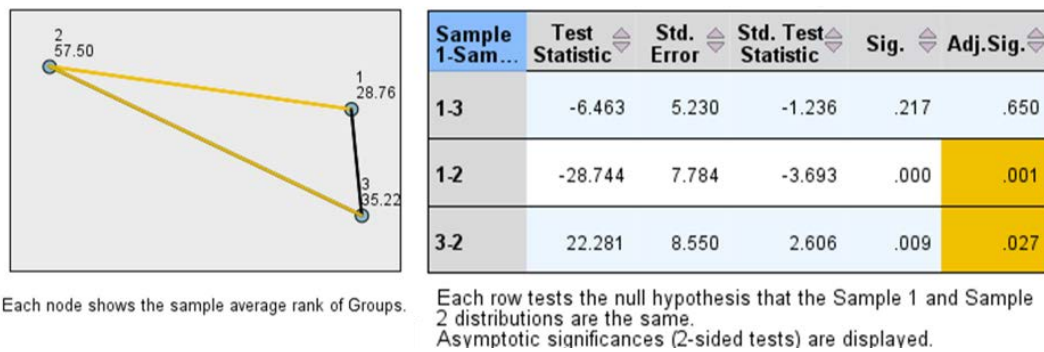 2
57.50
1
28.76
3
35.22
Each node shows the sample average rank of Groups.
Sample 1-Sam... Test Statistic Std. Error Std. Test Statistic Sig. Adj.Sig.
1-3 -6.463 5.230 -1.236 .217 .650
1-2 -28.744 7.784 -3.693 .000 .001
3-2 22.281 8.550 2.606 .009 .027
Each row tests the null hypothesis that the Sample 1 and Sample
2 distributions are the same.
Asymptotic significances (2-sided tests) are displayed.